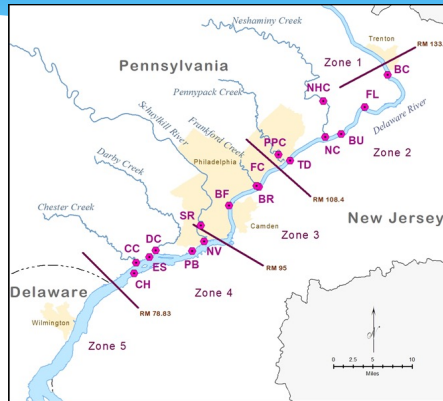 Neshaminy Creek
Trenton
Zone 1
RM 133.
Pennsylvania
BC
NHC
FL
Pennypack Creek
Delaware River
Schuylkill River
Frankford Creek
PPC
NC
BU
Zone 2
Darby Creek
Philadelphia
FC
TD
BR
RM 108.4
Chester Creek
BF
New Jersey
SR
Camden
Zone 3
DC
CC
NV
ES
PB
RM 95
CH
Zone 4
Delaware
RM 78.83
Wilmington
Zone 5
N
0 2.5 5 10
Miles